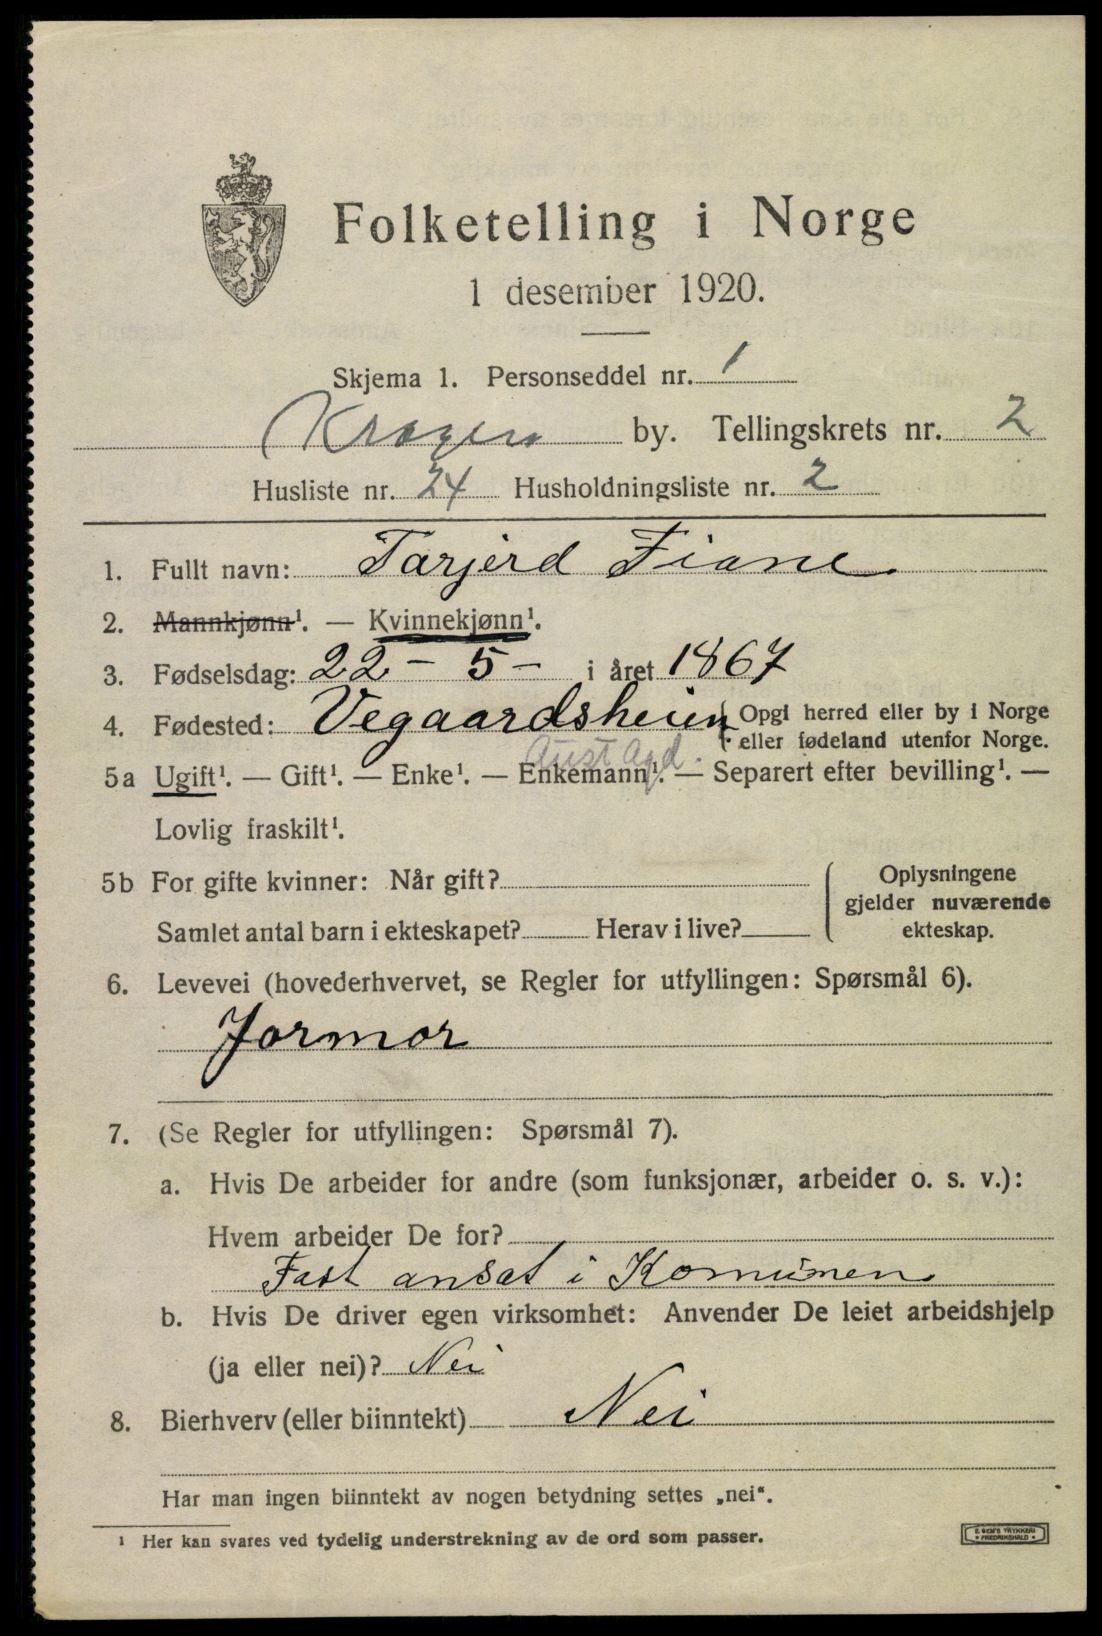 Folketelling i Norge
1 desember 1920.
Skjema 1. Personseddel nr. 1
Kragerø by. Tellingskrets nr. 2
Husliste nr. 24 Husholdningsliste nr. 2
1. Fullt navn: Tarjerd Fiane
2. Mannkjønn¹. — Kvinnekjønn¹.
3. Fødselsdag: 22 - 5 - i året 1867
4. Fødested: Vegaardsheien Opgi herred eller by i Norge
eller fødeland utenfor Norge.
Aust Agd.
5a Ugift¹. — Gift¹. — Enke¹. — Enkemann¹. — Separert efter bevilling¹. —
Lovlig fraskilt¹.
5b For gifte kvinner: Når gift?
Samlet antal barn i ekteskapet? Herav i live?
Oplysningene
gjelder nuværende
ekteskap.
6. Levevei (hovederhvervet, se Regler for utfyllingen: Spørsmål 6).
Jormor
7. (Se Regler for utfyllingen: Spørsmål 7).
a. Hvis De arbeider for andre (som funksjonær, arbeider o. s. v.):
Hvem arbeider De for?
Fast ansat i Komunen
b. Hvis De driver egen virksomhet: Anvender De leiet arbeidshjelp
(ja eller nei)? Nei
8. Bierhverv (eller biinntekt) Nei
Har man ingen biinntekt av nogen betydning settes „nei".
¹ Her kan svares ved tydelig understrekning av de ord som passer.
E. SEM'S TRYKKERI
FREDRIKSHALD